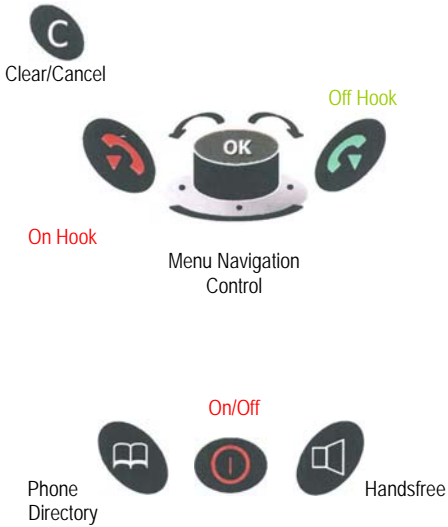 C
Clear/Cancel
Off Hook
OK
On Hook
Menu Navigation
Control
On/Off
Phone
Directory
Handsfree